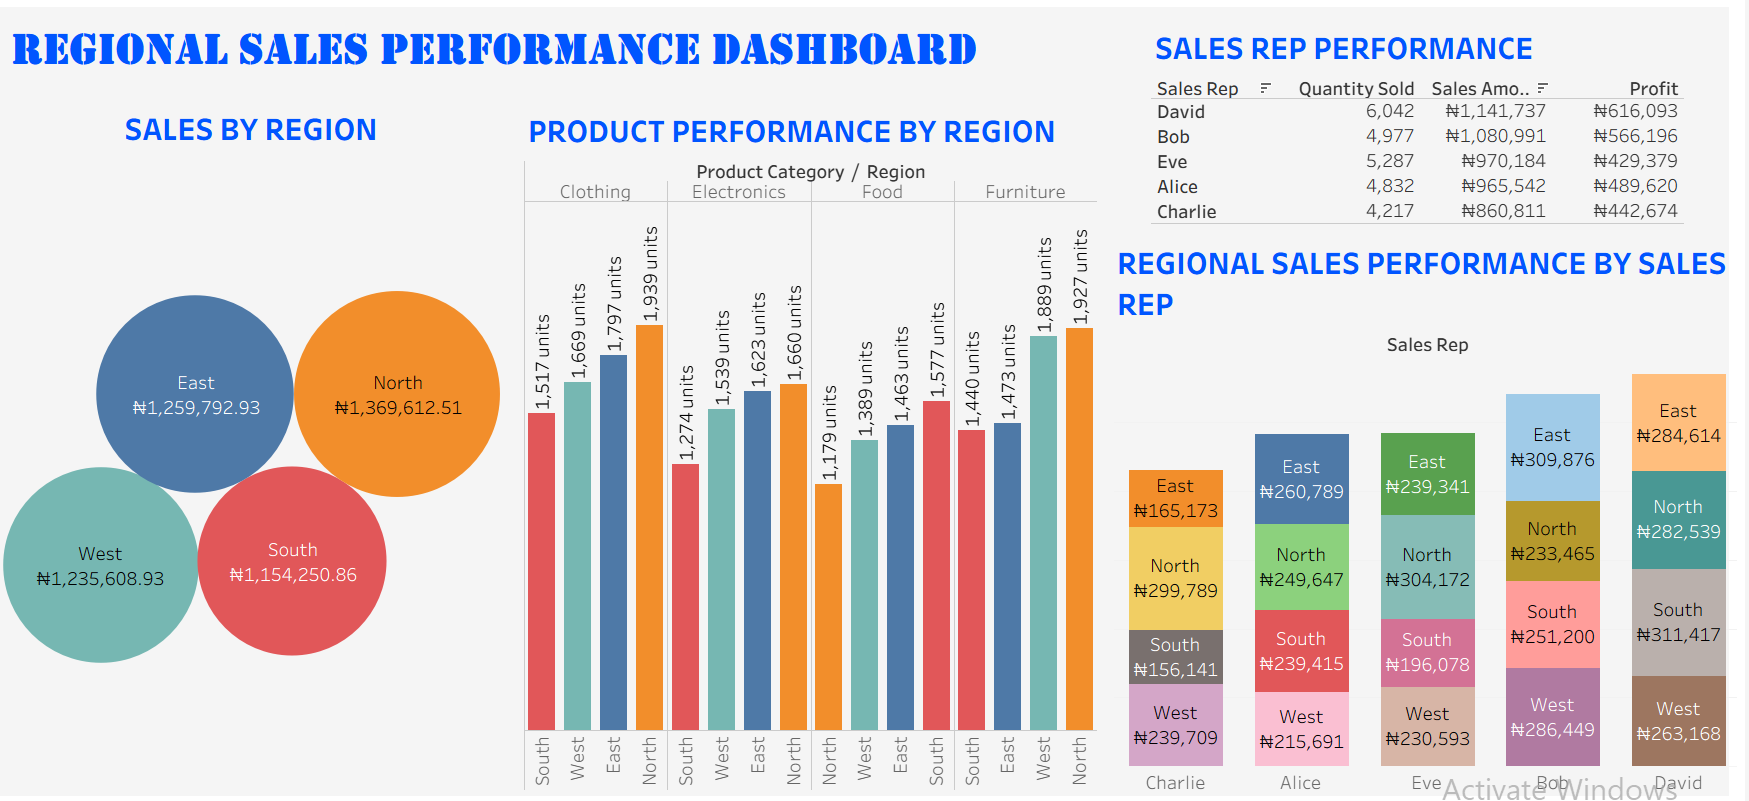 REGIONAL SALES PERFORMANCE DASHBOARD
SALES BY REGION
East
₦1,259,792.93
North
₦1,369,612.51
West
₦1,235,608.93
South
₦1,154,250.86
PRODUCT PERFORMANCE BY REGION
Product Category / Region
Clothing Electronics Food Furniture
1,517 units
1,669 units
1,797 units
1,939 units
1,274 units
1,539 units
1,623 units
1,660 units
1,179 units
1,389 units
1,463 units
1,577 units
1,440 units
1,473 units
1,889 units
1,927 units
South
West
East
North
South
West
East
North
North
West
East
South
South
East
West
North
SALES REP PERFORMANCE
Sales Rep Quantity Sold Sales Amo.. Profit
David 6,042 ₦1,141,737 ₦616,093
Bob 4,977 ₦1,080,991 ₦566,196
Eve 5,287 ₦970,184 ₦429,379
Alice 4,832 ₦965,542 ₦489,620
Charlie 4,217 ₦860,811 ₦442,674
REGIONAL SALES PERFORMANCE BY SALES
REP
Sales Rep
East
₦165,173
North
₦299,789
South
₦156,141
West
₦239,709
Charlie
East
₦260,789
North
₦249,647
South
₦239,415
West
₦215,691
Alice
East
₦239,341
North
₦304,172
South
₦196,078
West
₦230,593
Eve
East
₦309,876
North
₦233,465
South
₦251,200
West
₦286,449
Bob
East
₦284,614
North
₦282,539
South
₦311,417
West
₦263,168
David
Activate Windows